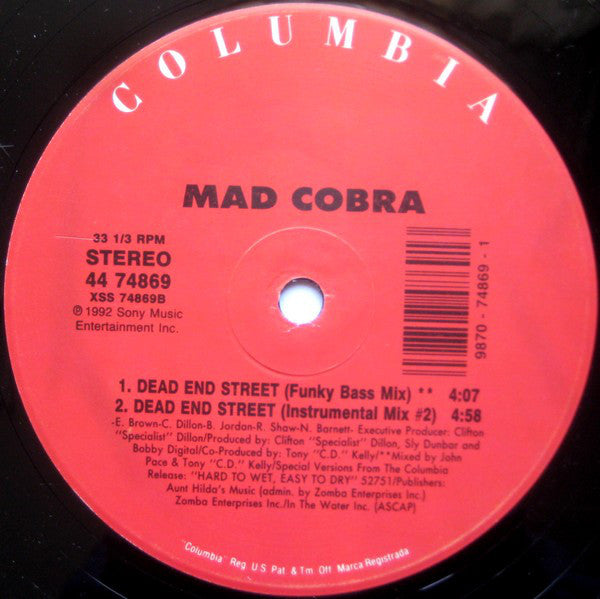 COLUMBIA
MAD COBRA
33 1/3 RPM
STEREO
44 74869
XSS 74869B
℗ 1992 Sony Music
Entertainment Inc.
9870 - 74869 - 1
1. DEAD END STREET (Funky Bass Mix) ** 4:07
2. DEAD END STREET (Instrumental Mix #2) 4:58
-E. Brown-C. Dillon-B. Jordan-R. Shaw-N. Barnett- Executive Producer: Clifton
"Specialist" Dillon/Produced by: Clifton "Specialist" Dillon, Sly Dunbar and
Bobby Digital/Co-Produced by: Tony "C.D." Kelly/**Mixed by John
Pace & Tony "C.D." Kelly/Special Versions From The Columbia
Release: "HARD TO WET, EASY TO DRY" 52751/Publishers:
Aunt Hilda's Music (admin. by Zomba Enterprises Inc.)
Zomba Enterprises Inc./In The Water Inc. (ASCAP)
"Columbia" Reg. U.S. Pat. & Tm. Off. Marca Registrada